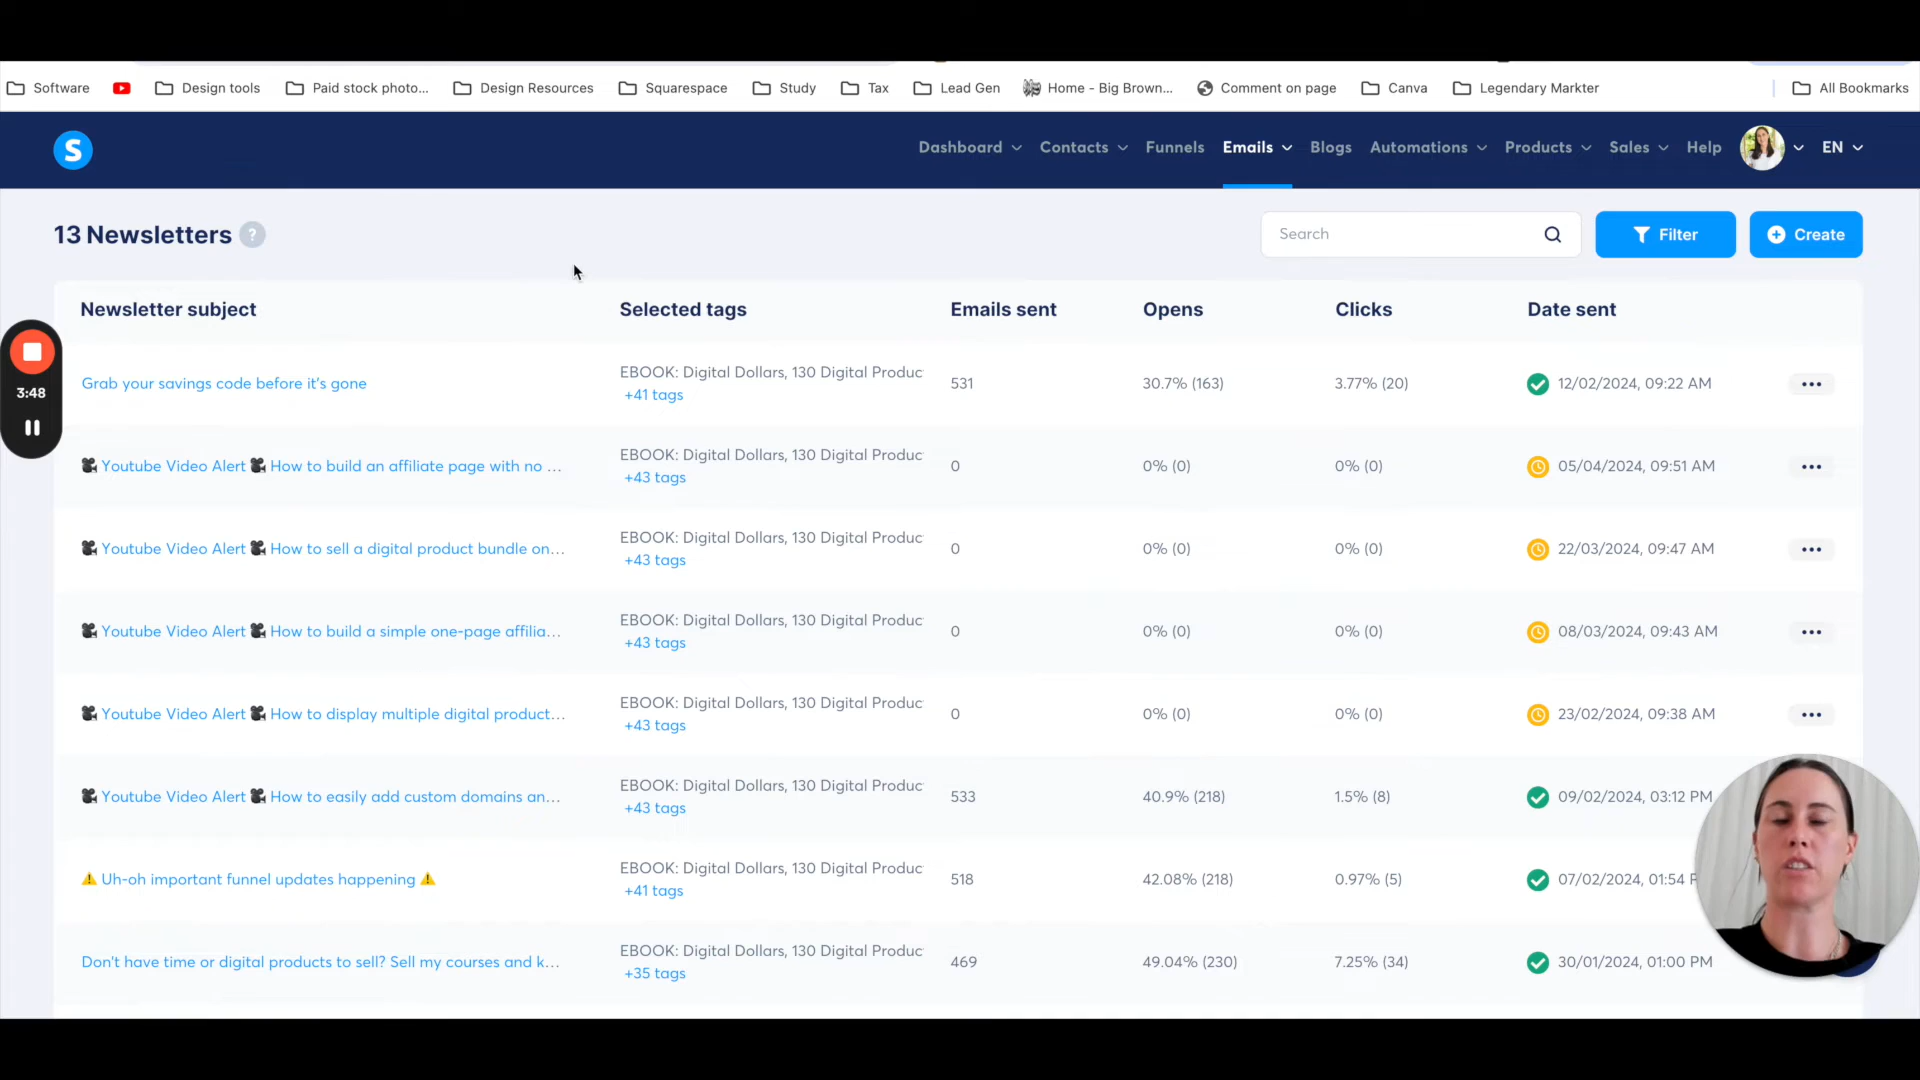 Software Design tools Paid stock photo... Design Resources Squarespace Study Tax Lead Gen Home - Big Brown... Comment on page Canva Legendary Markter All Bookmarks
S Dashboard Contacts Funnels Emails Blogs Automations Products Sales Help EN
13 Newsletters ? Search Filter Create
Newsletter subject Selected tags Emails sent Opens Clicks Date sent
Grab your savings code before it's gone EBOOK: Digital Dollars, 130 Digital Produc 531 30.7% (163) 3.77% (20) 12/02/2024, 09:22 AM
+41 tags
3:48
Youtube Video Alert How to build an affiliate page with no ... EBOOK: Digital Dollars, 130 Digital Produc 0 0% (0) 0% (0) 05/04/2024, 09:51 AM
+43 tags
Youtube Video Alert How to sell a digital product bundle on... EBOOK: Digital Dollars, 130 Digital Produc 0 0% (0) 0% (0) 22/03/2024, 09:47 AM
+43 tags
Youtube Video Alert How to build a simple one-page affilia... EBOOK: Digital Dollars, 130 Digital Produc 0 0% (0) 0% (0) 08/03/2024, 09:43 AM
+43 tags
Youtube Video Alert How to display multiple digital product... EBOOK: Digital Dollars, 130 Digital Produc 0 0% (0) 0% (0) 23/02/2024, 09:38 AM
+43 tags
Youtube Video Alert How to easily add custom domains an... EBOOK: Digital Dollars, 130 Digital Produc 533 40.9% (218) 1.5% (8) 09/02/2024, 03:12 PM
+43 tags
Uh-oh important funnel updates happening EBOOK: Digital Dollars, 130 Digital Produc 518 42.08% (218) 0.97% (5) 07/02/2024, 01:54
+41 tags
Don't have time or digital products to sell? Sell my courses and k... EBOOK: Digital Dollars, 130 Digital Produc 469 49.04% (230) 7.25% (34) 30/01/2024, 01:00 PM
+35 tags